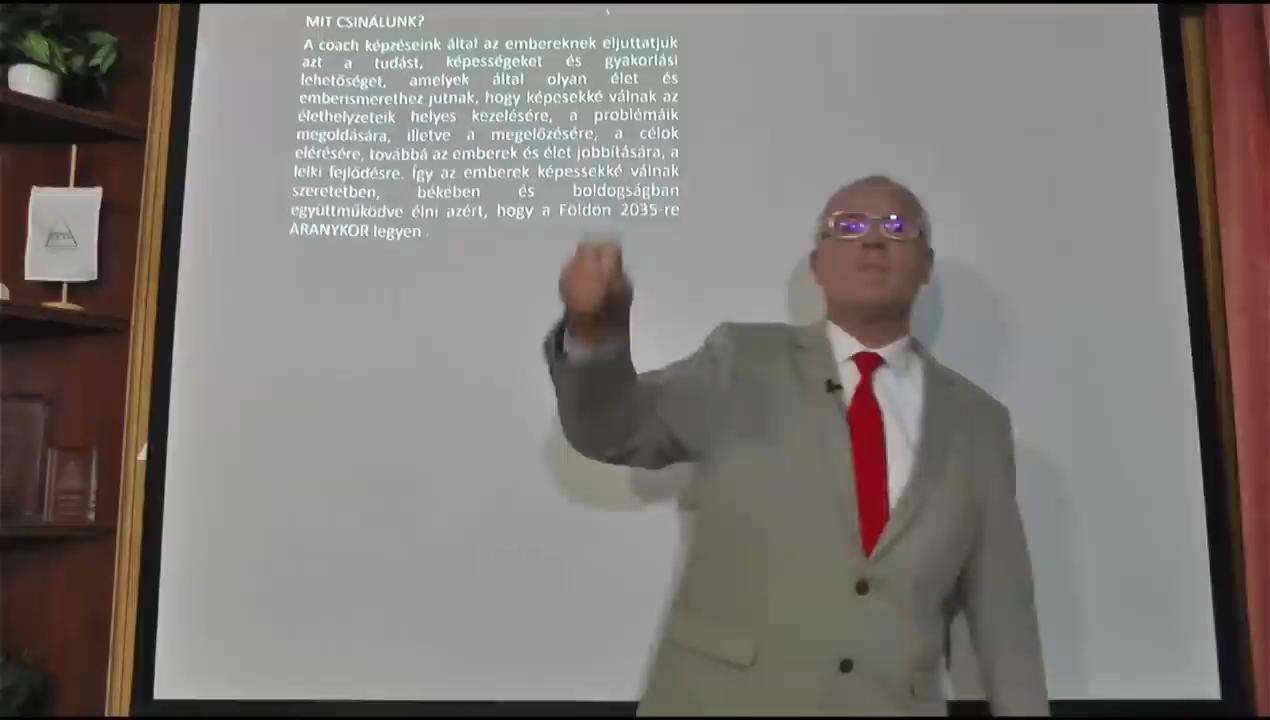 MIT CSINÁLUNK?
A coach képzéseink által az embereknek eljuttatjuk
azt a tudást, képességeket és gyakorlási
lehetőséget, amelyek által olyan élet és
emberismerethez jutnak, hogy képesekké válnak az
élethelyzeteik helyes kezelésére, a problémáik
megoldására, illetve a megelőzésére, a célok
elérésére, továbbá az emberek és élet jobbítására, a
lelki fejlődésre. Így az emberek képessekké válnak
szeretetben, békében és boldogságban
együttműködve élni azért, hogy a Földön 2035-re
ARANYKOR legyen .